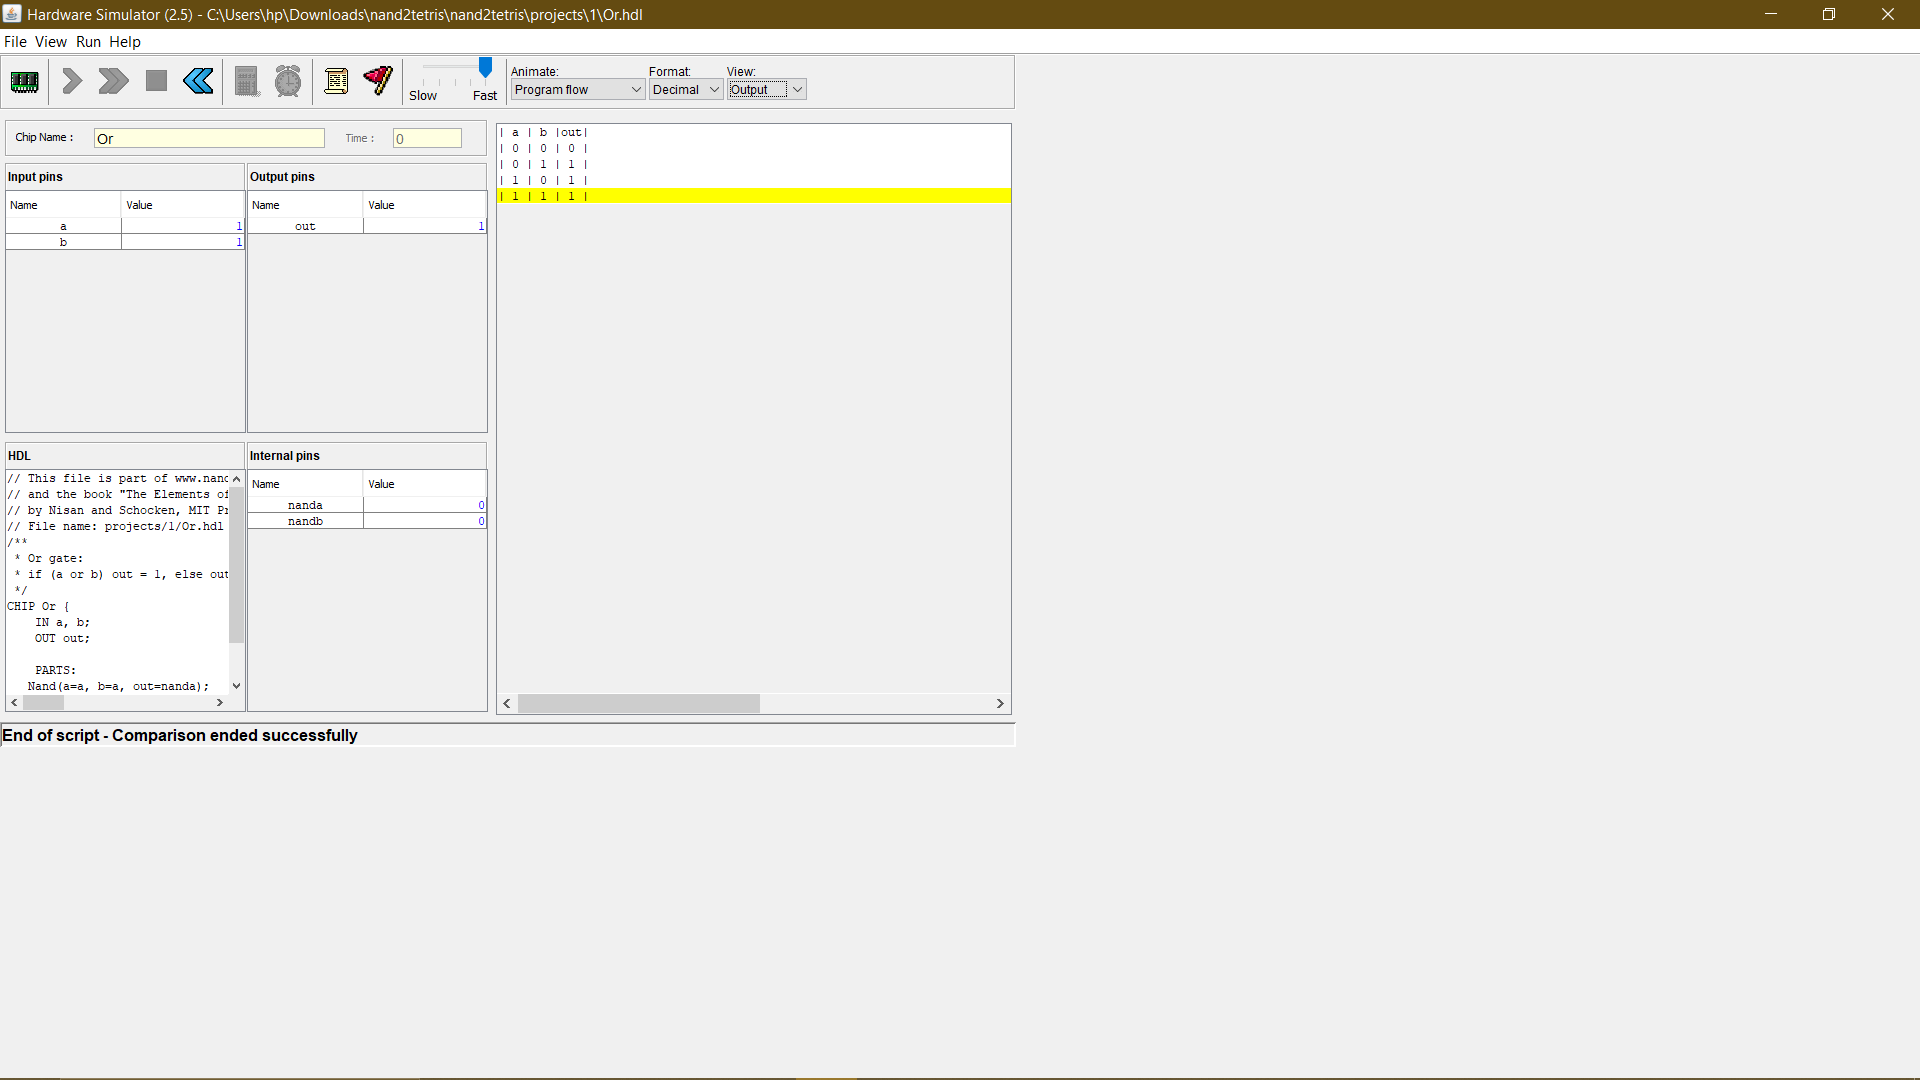 Hardware Simulator (2.5) - C:\Users\hp\Downloads\nand2tetris\nand2tetris\projects\1\Or.hdl
File View Run Help
Slow Fast
Animate: Format: View:
Program flow Decimal Output
Chip Name : Or Time : 0
Input pins
Name Value
a 1
b 1
Output pins
Name Value
out 1
| a | b |out|
| 0 | 0 | 0 |
| 0 | 1 | 1 |
| 1 | 0 | 1 |
| 1 | 1 | 1 |
HDL
// This file is part of www.nand
// and the book "The Elements of
// by Nisan and Schocken, MIT Pr
// File name: projects/1/Or.hdl
/**
* Or gate:
* if (a or b) out = 1, else out
*/
CHIP Or {
IN a, b;
OUT out;
PARTS:
Nand(a=a, b=a, out=nanda);
Internal pins
Name Value
nanda 0
nandb 0
End of script - Comparison ended successfully